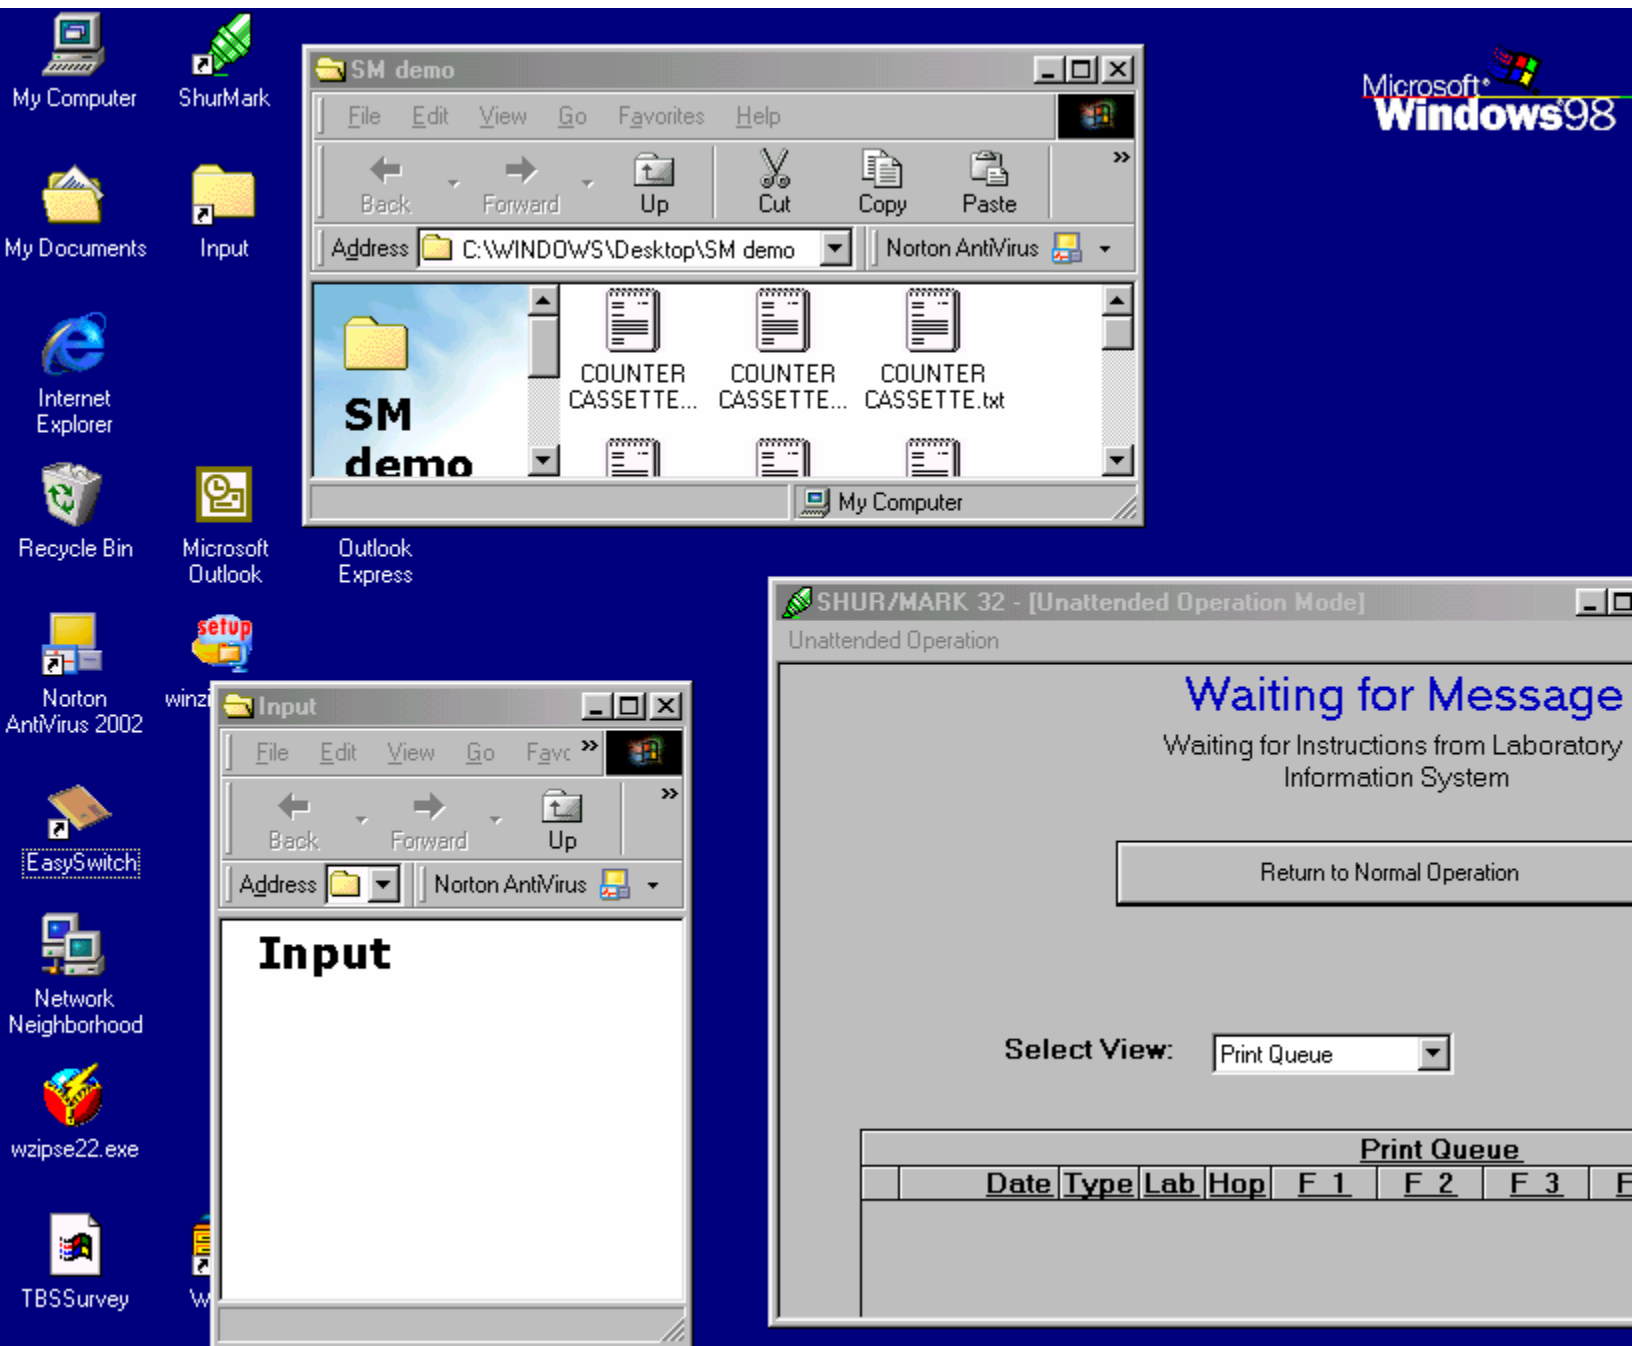 My Computer
ShurMark
My Documents
Input
Internet
Explorer
Recycle Bin
Microsoft
Outlook
Outlook
Express
Norton
AntiVirus 2002
setup
winzi
EasySwitch
Network
Neighborhood
wzipse22.exe
TBSSurvey
W
Microsoft
Windows 98
SM demo
File Edit View Go Favorites Help
Back Forward Up Cut Copy Paste »
Address C:\WINDOWS\Desktop\SM demo Norton AntiVirus
SM
demo
COUNTER
CASSETTE...
COUNTER
CASSETTE...
COUNTER
CASSETTE.txt
My Computer
Input
File Edit View Go Favc »
Back Forward Up »
Address Norton AntiVirus
Input
SHUR/MARK 32 - [Unattended Operation Mode]
Unattended Operation
Waiting for Message
Waiting for Instructions from Laboratory
Information System
Return to Normal Operation
Select View: Print Queue
Print Queue
Date Type Lab Hop F 1 F 2 F 3 F